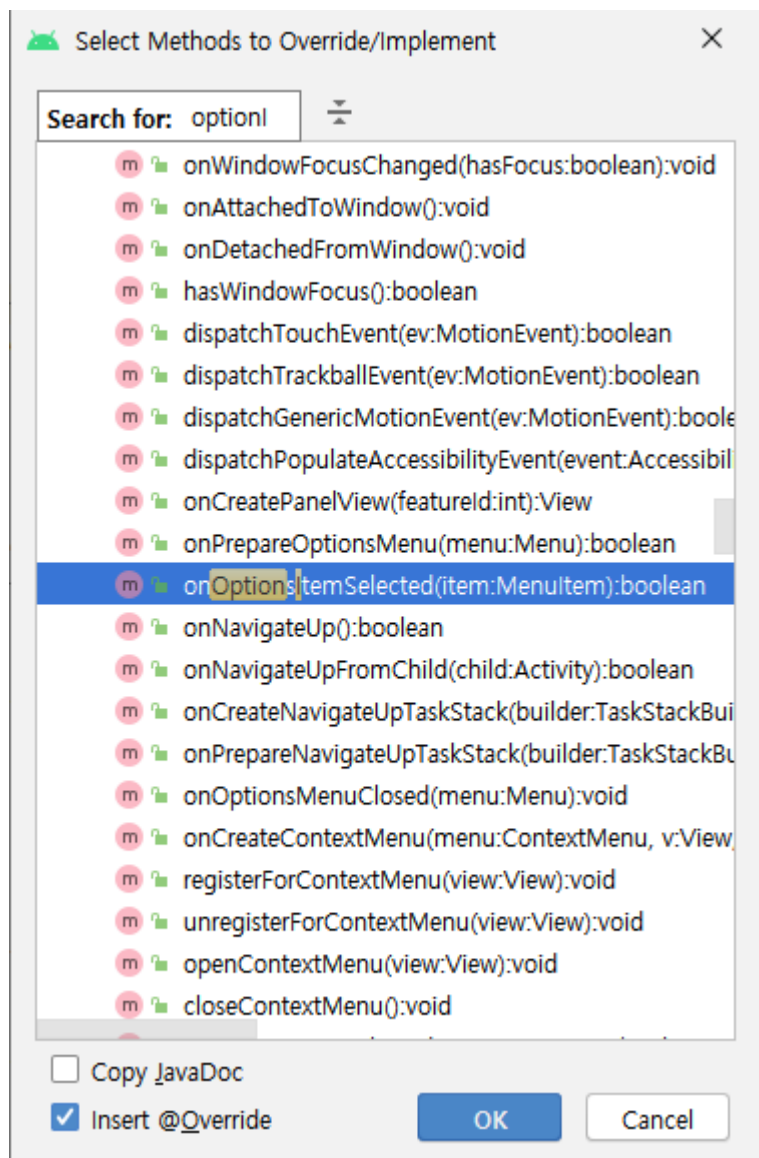 Select Methods to Override/Implement
Search for: optionI
onWindowFocusChanged(hasFocus:boolean):void
onAttachedToWindow():void
onDetachedFromWindow():void
hasWindowFocus():boolean
dispatchTouchEvent(ev:MotionEvent):boolean
dispatchTrackballEvent(ev:MotionEvent):boolean
dispatchGenericMotionEvent(ev:MotionEvent):boole
dispatchPopulateAccessibilityEvent(event:Accessibil
onCreatePanelView(featureId:int):View
onPrepareOptionsMenu(menu:Menu):boolean
onOptionsItemSelected(item:MenuItem):boolean
onNavigateUp():boolean
onNavigateUpFromChild(child:Activity):boolean
onCreateNavigateUpTaskStack(builder:TaskStackBui
onPrepareNavigateUpTaskStack(builder:TaskStackBu
onOptionsMenuClosed(menu:Menu):void
onCreateContextMenu(menu:ContextMenu, v:View,
registerForContextMenu(view:View):void
unregisterForContextMenu(view:View):void
openContextMenu(view:View):void
closeContextMenu():void
Copy JavaDoc
Insert @Override
OK Cancel